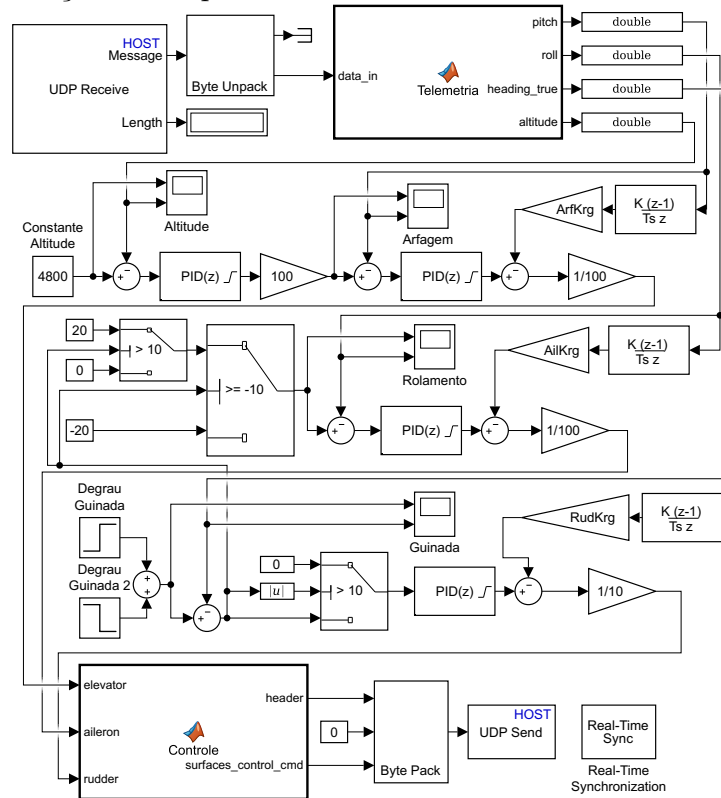 HOST
Message
UDP Receive
Length
Byte Unpack
data_in
Telemetria
pitch
roll
heading_true
altitude
double
double
double
double
Altitude
Arfagem
ArfKrg
K (z-1)
Ts z
Constante
Altitude
4800
+
−
PID(z)
100
+
−
PID(z)
+
−
1/100
20
> 10
0
>= -10
-20
Rolamento
AilKrg
K (z-1)
Ts z
+
−
PID(z)
+
−
1/100
Degrau
Guinada
Guinada
RudKrg
K (z-1)
Ts z
Degrau
Guinada 2
+
+
+
−
0
|u|
> 10
PID(z)
+
−
1/10
elevator
aileron
rudder
Controle
header
surfaces_control_cmd
0
Byte Pack
HOST
UDP Send
Real-Time
Sync
Real-Time
Synchronization